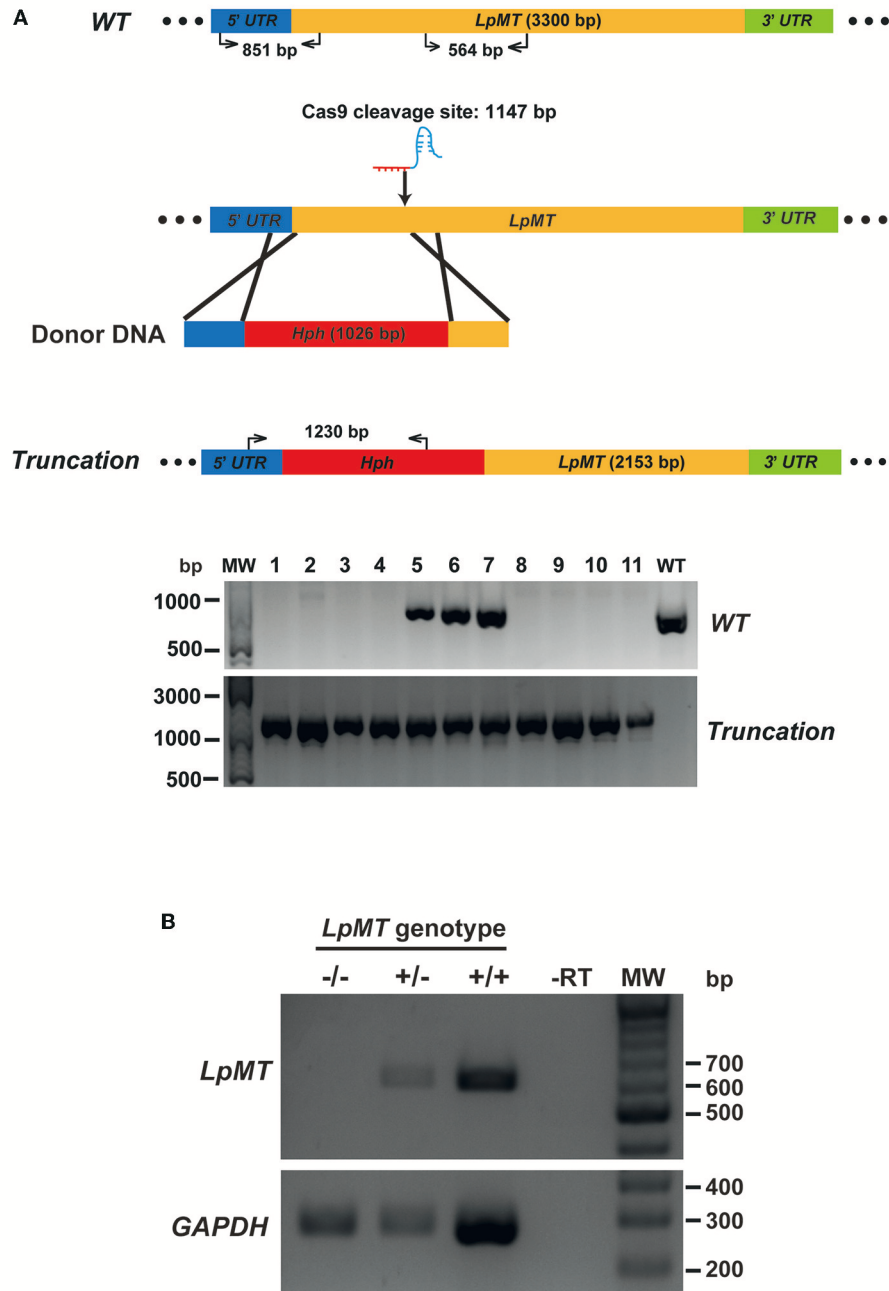 A
WT
5' UTR
LpMT (3300 bp)
3' UTR
851 bp
564 bp
Cas9 cleavage site: 1147 bp
5' UTR
LpMT
3' UTR
Donor DNA
Hph (1026 bp)
1230 bp
Truncation
5' UTR
Hph
LpMT (2153 bp)
3' UTR
bp MW 1 2 3 4 5 6 7 8 9 10 11 WT
1000
500
WT
3000
1000
500
Truncation
B
LpMT genotype
-/- +/- +/+ -RT MW bp
LpMT
700
600
500
GAPDH
400
300
200